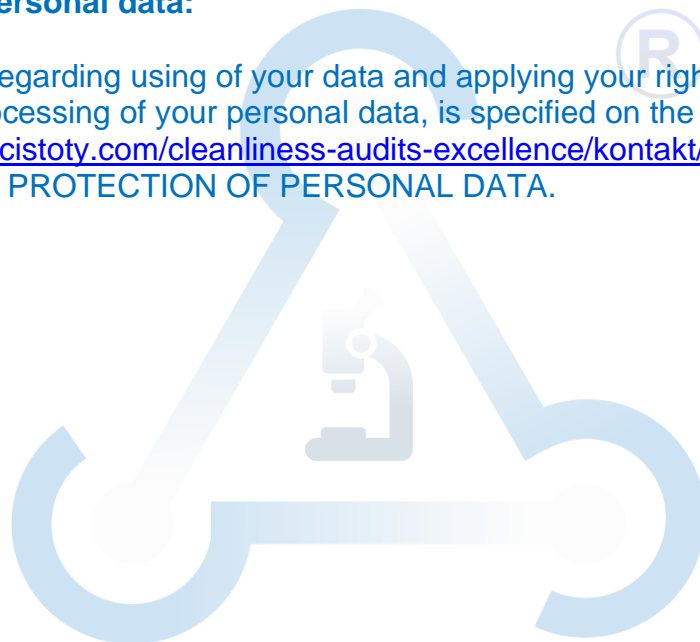 ersonal data:
®
egarding using of your data and applying your righ
ocessing of your personal data, is specified on the
cistoty.com/cleanliness-audits-excellence/kontakt/
PROTECTION OF PERSONAL DATA.